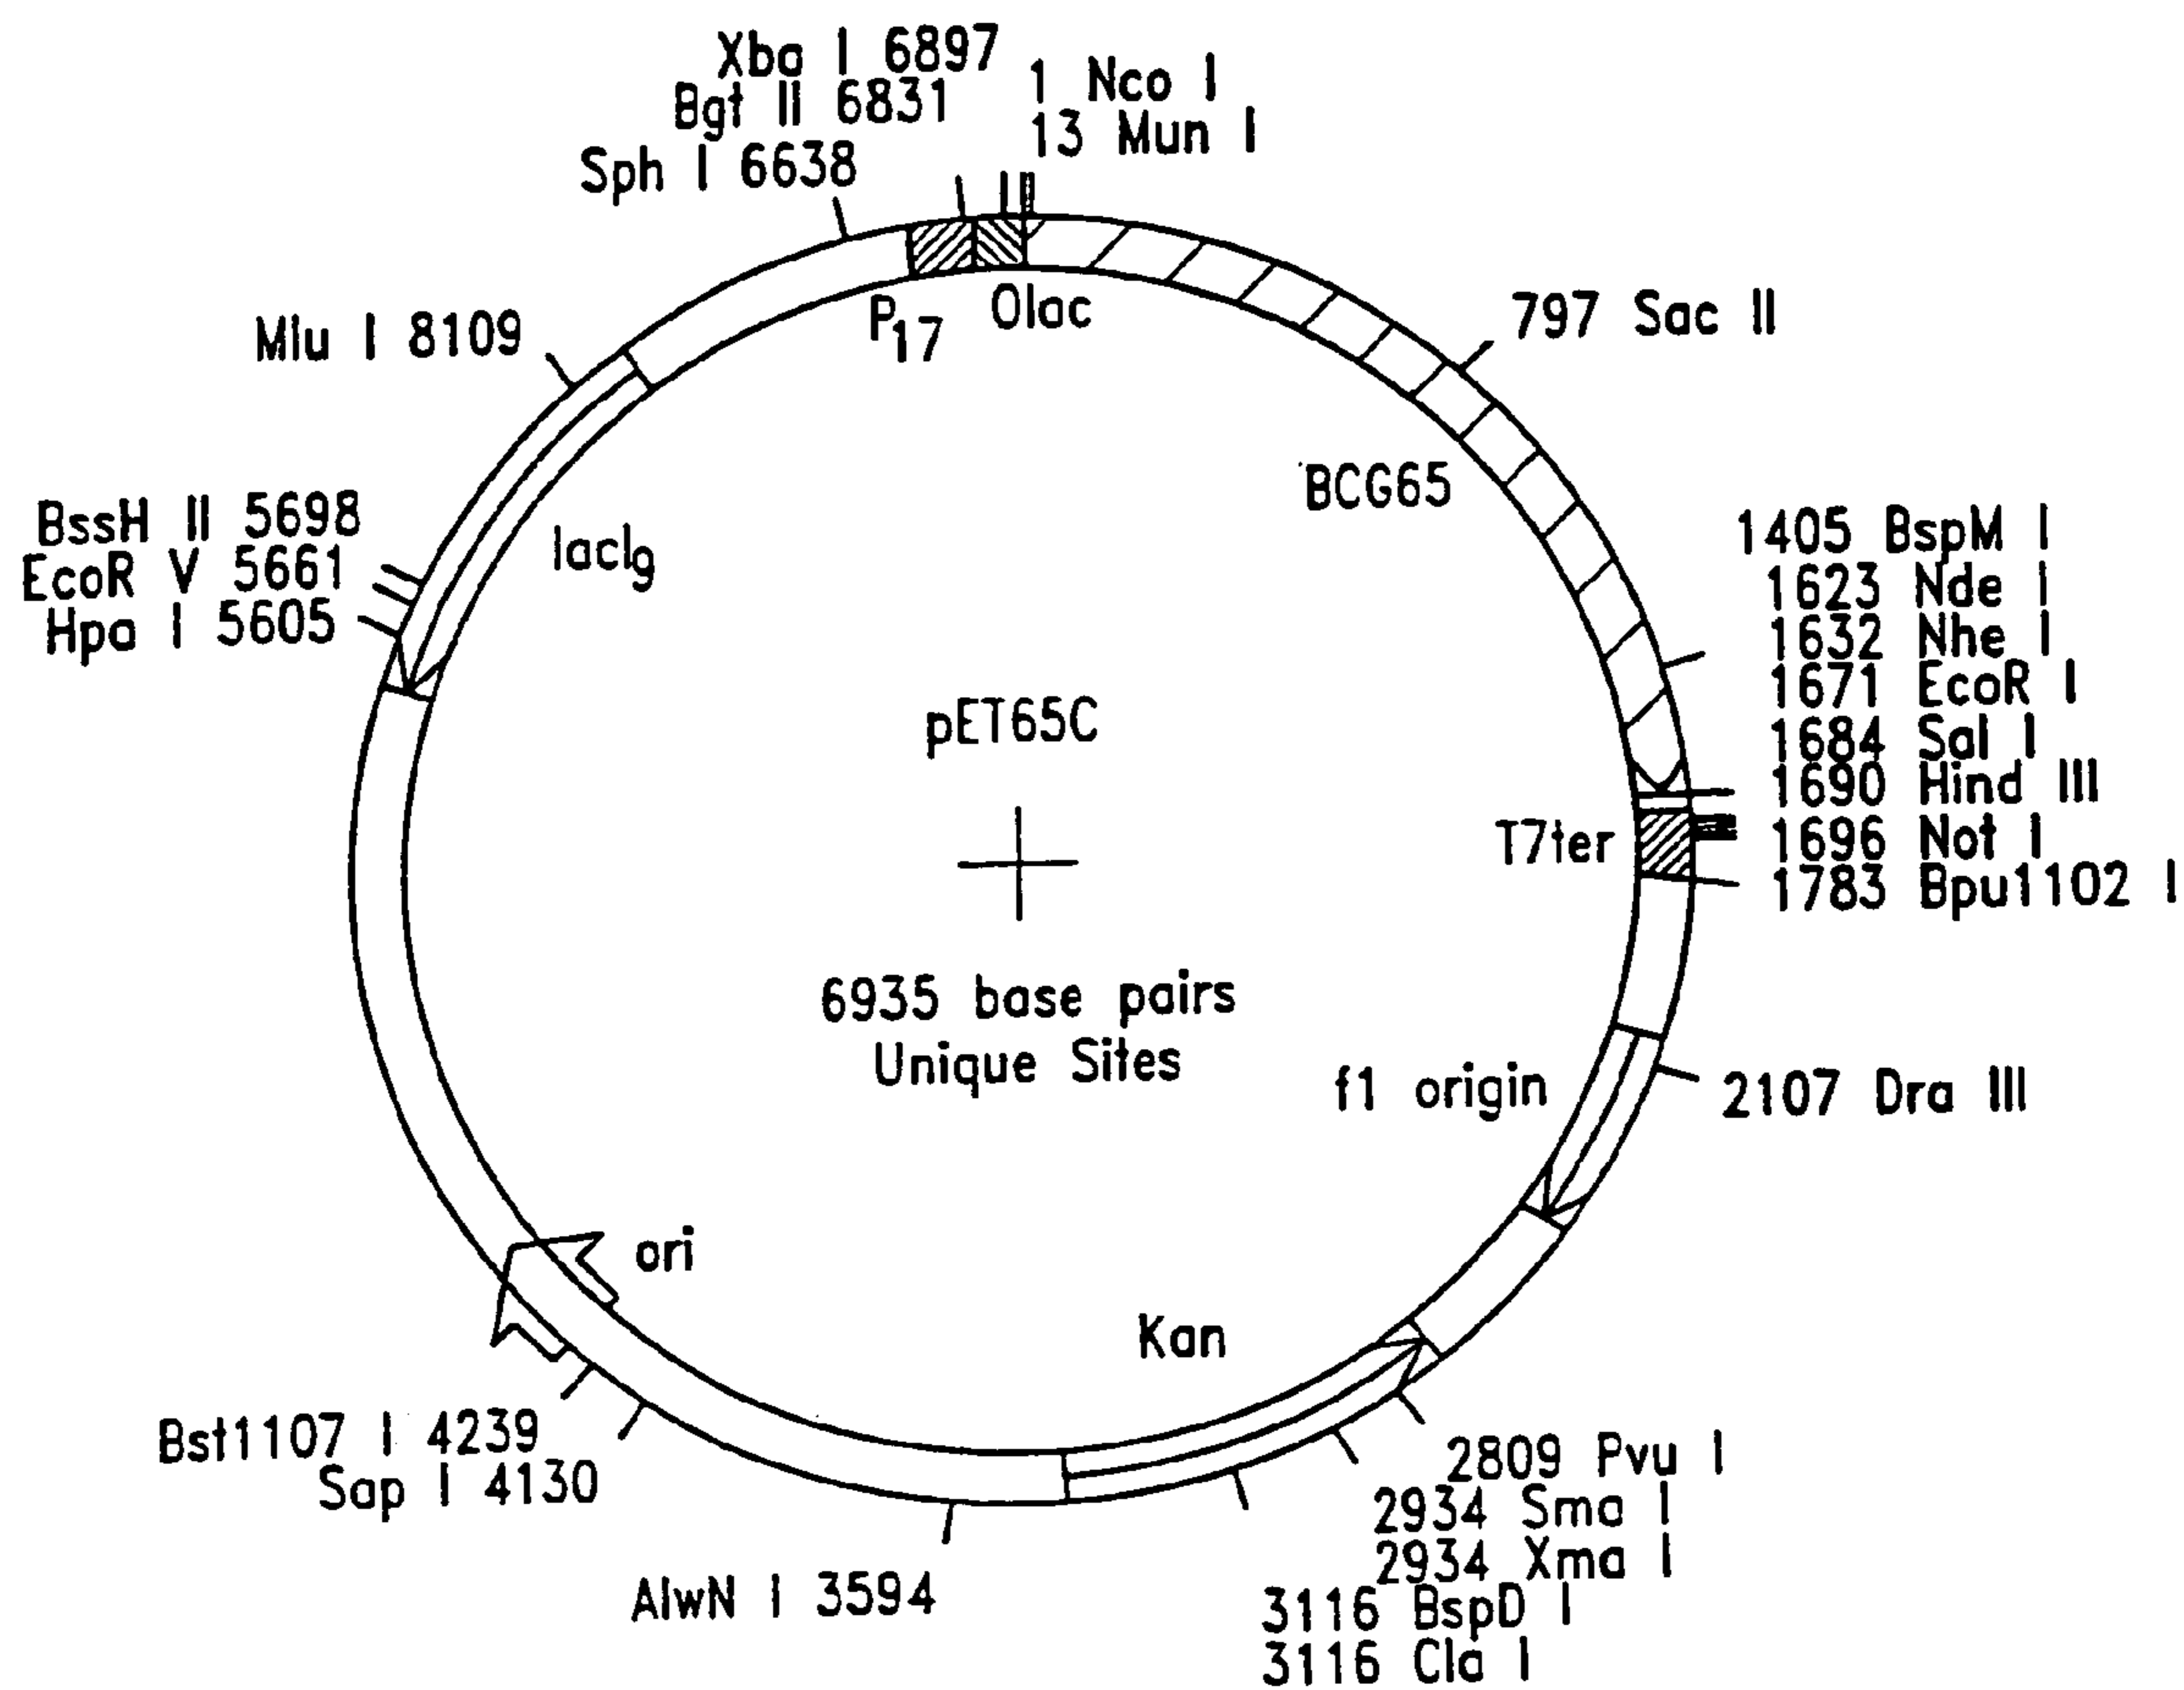 Xba I 6897
Bgt II 6831
Sph I 6638
1 Nco I
13 Mun I
P17
Olac
Mlu I 8109
797 Sac II
BCG65
BssH II 5698
EcoR V 5661
Hpa I 5605
lacIg
1405 BspM I
1623 Nde I
1632 Nhe I
1671 EcoR I
1684 Sal I
1690 Hind III
1696 Not I
1783 Bpu1102 I
pET65C
T7ter
6935 base pairs
Unique Sites
f1 origin
2107 Dra III
ori
Kan
Bst1107 I 4239
Sap I 4130
AlwN I 3594
2809 Pvu I
2934 Sma I
2934 Xma I
3116 BspD I
3116 Cla I